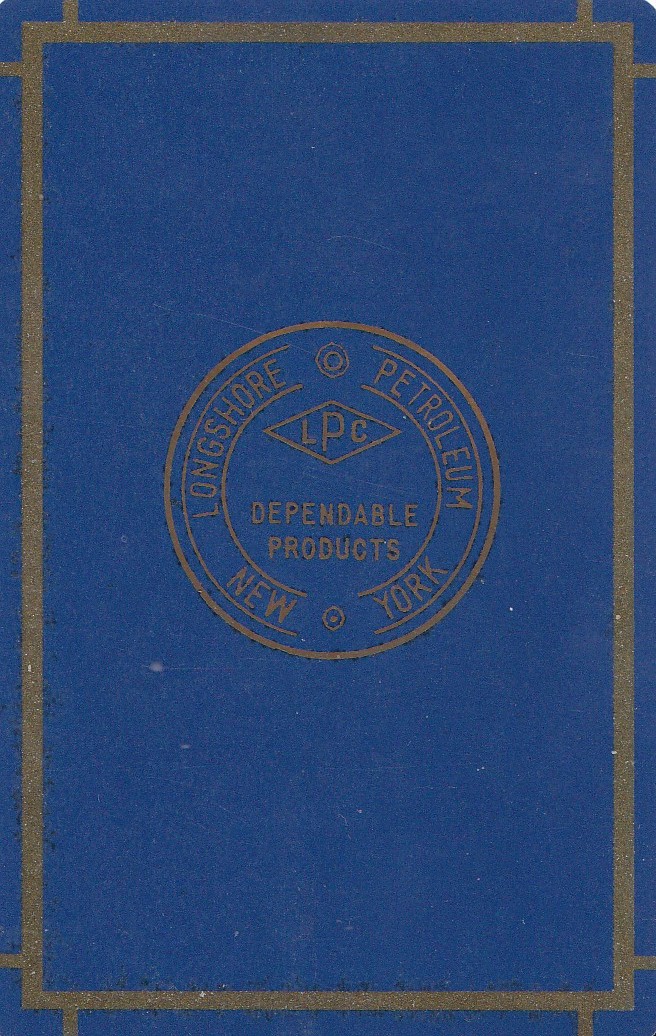 LONGSHORE PETROLEUM
LPC
DEPENDABLE
PRODUCTS
NEW YORK